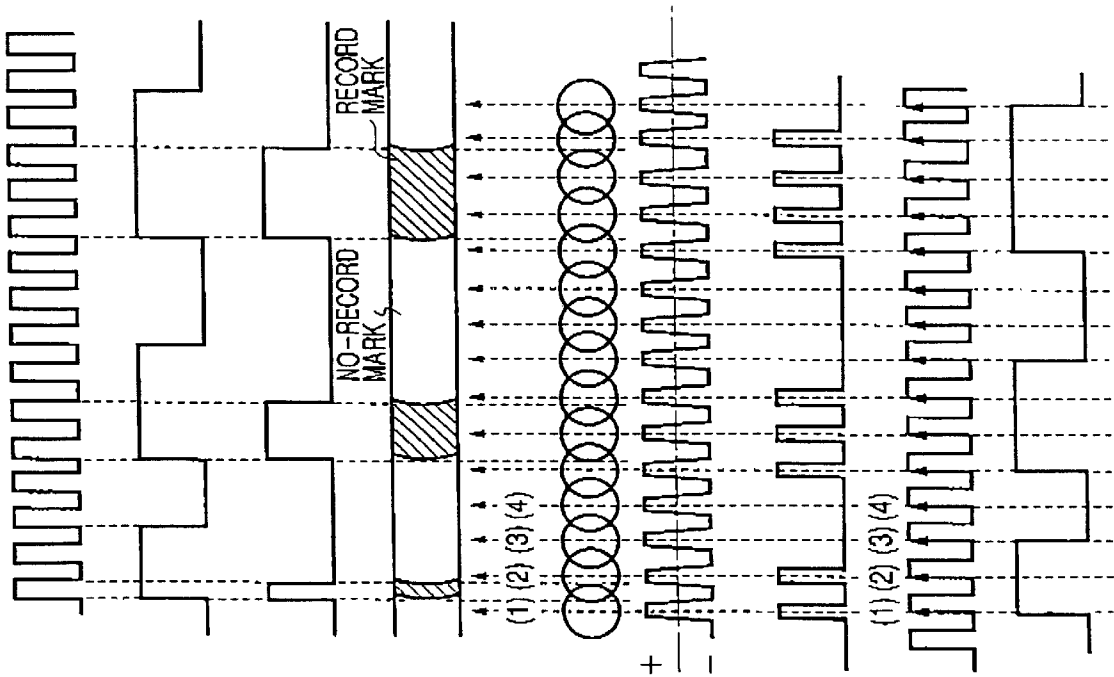 RECORD
MARK
NO-RECORD
MARK
(1) (2) (3) (4)
+
−
(1) (2) (3) (4)